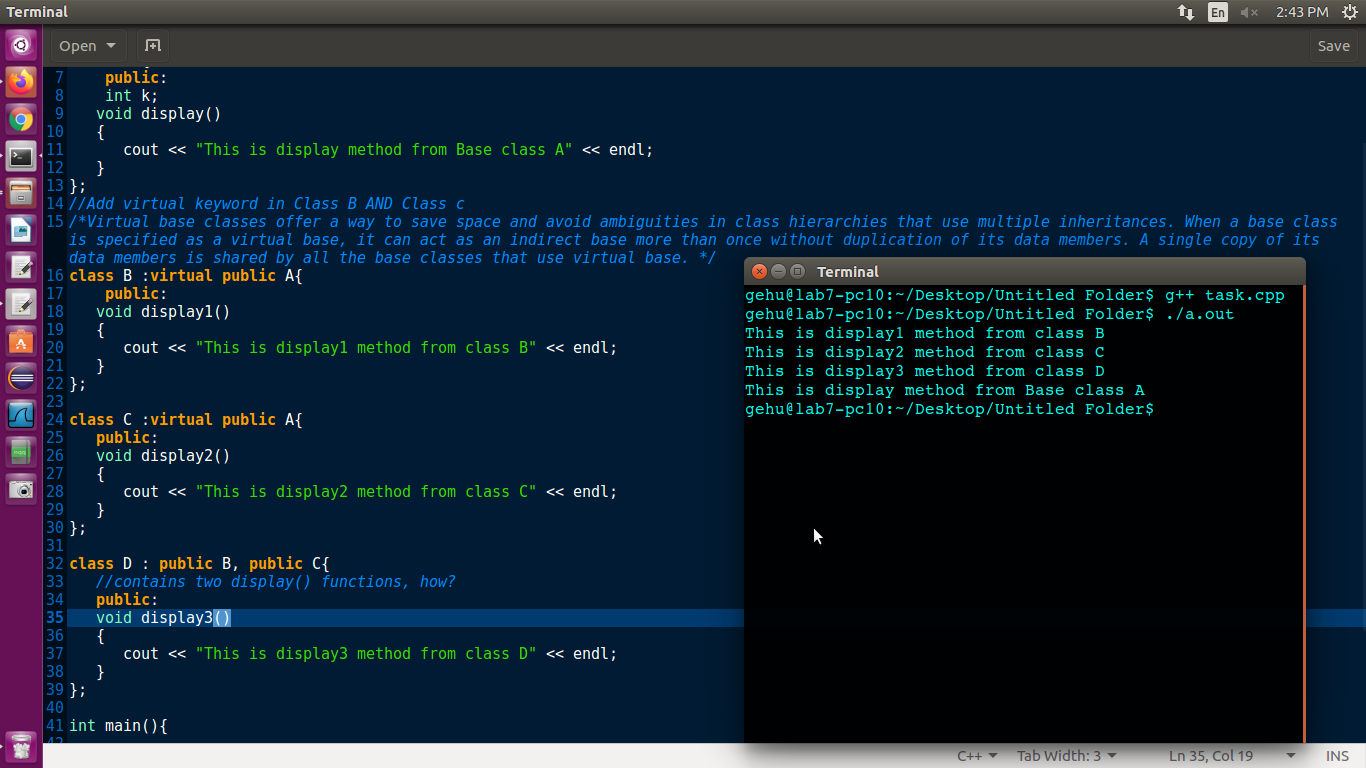 Terminal
En
2:43 PM
Open
Save
7 public:
8 int k;
9 void display()
10 {
11 cout << "This is display method from Base class A" << endl;
12 }
13 };
14 //Add virtual keyword in Class B AND Class c
15 /*Virtual base classes offer a way to save space and avoid ambiguities in class hierarchies that use multiple inheritances. When a base class
is specified as a virtual base, it can act as an indirect base more than once without duplication of its data members. A single copy of its
data members is shared by all the base classes that use virtual base. */
16 class B :virtual public A{
17 public:
18 void display1()
19 {
20 cout << "This is display1 method from class B" << endl;
21 }
22 };
23
24 class C :virtual public A{
25 public:
26 void display2()
27 {
28 cout << "This is display2 method from class C" << endl;
29 }
30 };
31
32 class D : public B, public C{
33 //contains two display() functions, how?
34 public:
35 void display3()
36 {
37 cout << "This is display3 method from class D" << endl;
38 }
39 };
40
41 int main(){
Terminal
gehu@lab7-pc10:~/Desktop/Untitled Folder$ g++ task.cpp
gehu@lab7-pc10:~/Desktop/Untitled Folder$ ./a.out
This is display1 method from class B
This is display2 method from class C
This is display3 method from class D
This is display method from Base class A
gehu@lab7-pc10:~/Desktop/Untitled Folder$
C++
Tab Width: 3
Ln 35, Col 19
INS